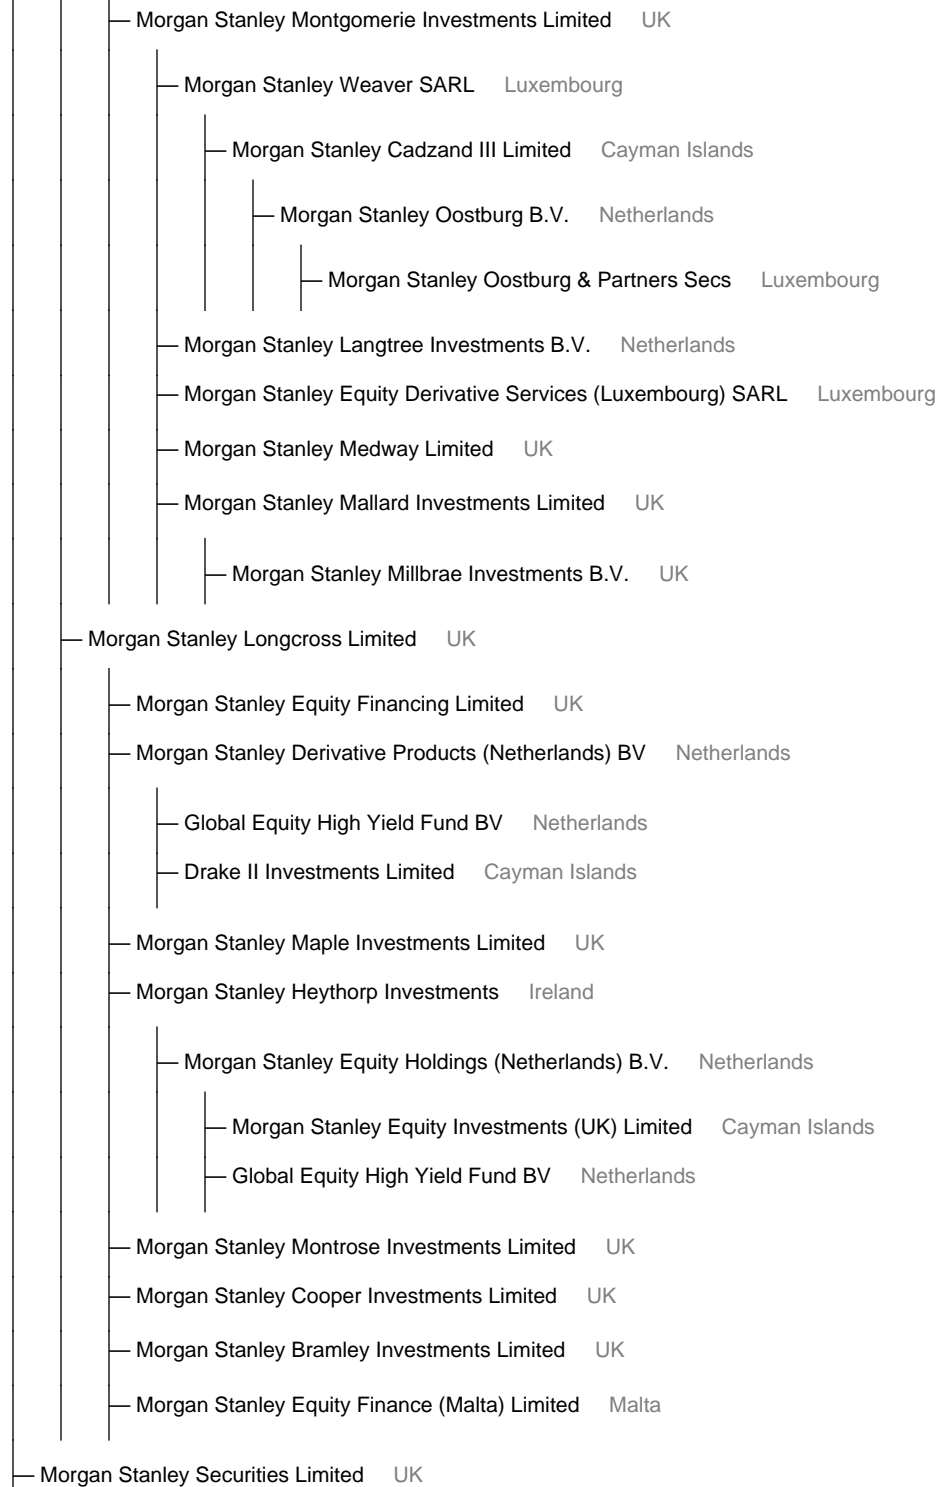 Morgan Stanley Montgomerie Investments Limited UK
Morgan Stanley Weaver SARL Luxembourg
Morgan Stanley Cadzand III Limited Cayman Islands
Morgan Stanley Oostburg B.V. Netherlands
Morgan Stanley Oostburg & Partners Secs Luxembourg
Morgan Stanley Langtree Investments B.V. Netherlands
Morgan Stanley Equity Derivative Services (Luxembourg) SARL Luxembourg
Morgan Stanley Medway Limited UK
Morgan Stanley Mallard Investments Limited UK
Morgan Stanley Millbrae Investments B.V. UK
Morgan Stanley Longcross Limited UK
Morgan Stanley Equity Financing Limited UK
Morgan Stanley Derivative Products (Netherlands) BV Netherlands
Global Equity High Yield Fund BV Netherlands
Drake II Investments Limited Cayman Islands
Morgan Stanley Maple Investments Limited UK
Morgan Stanley Heythorp Investments Ireland
Morgan Stanley Equity Holdings (Netherlands) B.V. Netherlands
Morgan Stanley Equity Investments (UK) Limited Cayman Islands
Global Equity High Yield Fund BV Netherlands
Morgan Stanley Montrose Investments Limited UK
Morgan Stanley Cooper Investments Limited UK
Morgan Stanley Bramley Investments Limited UK
Morgan Stanley Equity Finance (Malta) Limited Malta
Morgan Stanley Securities Limited UK